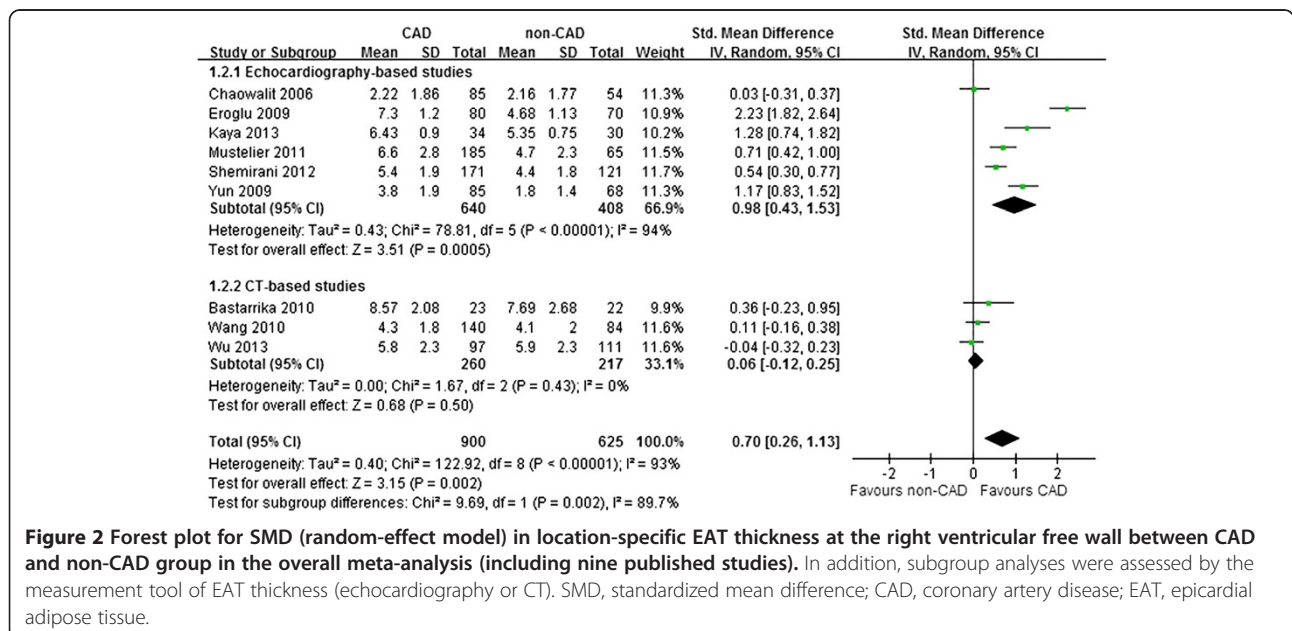 CAD non-CAD Std. Mean Difference Std. Mean Difference
Study or Subgroup Mean SD Total Mean SD Total Weight IV, Random, 95% CI IV, Random, 95% CI
1.2.1 Echocardiography-based studies
Chaowalit 2006 2.22 1.86 85 2.16 1.77 54 11.3% 0.03 [-0.31, 0.37]
Eroglu 2009 7.3 1.2 80 4.68 1.13 70 10.9% 2.23 [1.82, 2.64]
Kaya 2013 6.43 0.9 34 5.35 0.75 30 10.2% 1.28 [0.74, 1.82]
Mustelier 2011 6.6 2.8 185 4.7 2.3 65 11.5% 0.71 [0.42, 1.00]
Shemirani 2012 5.4 1.9 171 4.4 1.8 121 11.7% 0.54 [0.30, 0.77]
Yun 2009 3.8 1.9 85 1.8 1.4 68 11.3% 1.17 [0.83, 1.52]
Subtotal (95% CI) 640 408 66.9% 0.98 [0.43, 1.53]
Heterogeneity: Tau² = 0.43; Chi² = 78.81, df = 5 (P < 0.00001); I² = 94%
Test for overall effect: Z = 3.51 (P = 0.0005)
1.2.2 CT-based studies
Bastarrika 2010 8.57 2.08 23 7.69 2.68 22 9.9% 0.36 [-0.23, 0.95]
Wang 2010 4.3 1.8 140 4.1 2 84 11.6% 0.11 [-0.16, 0.38]
Wu 2013 5.8 2.3 97 5.9 2.3 111 11.6% -0.04 [-0.32, 0.23]
Subtotal (95% CI) 260 217 33.1% 0.06 [-0.12, 0.25]
Heterogeneity: Tau² = 0.00; Chi² = 1.67, df = 2 (P = 0.43); I² = 0%
Test for overall effect: Z = 0.68 (P = 0.50)
Total (95% CI) 900 625 100.0% 0.70 [0.26, 1.13]
Heterogeneity: Tau² = 0.40; Chi² = 122.92, df = 8 (P < 0.00001); I² = 93%
Test for overall effect: Z = 3.15 (P = 0.002)
Test for subgroup differences: Chi² = 9.69, df = 1 (P = 0.002), I² = 89.7%
-2 -1 0 1 2
Favours non-CAD Favours CAD
Figure 2 Forest plot for SMD (random-effect model) in location-specific EAT thickness at the right ventricular free wall between CAD
and non-CAD group in the overall meta-analysis (including nine published studies). In addition, subgroup analyses were assessed by the
measurement tool of EAT thickness (echocardiography or CT). SMD, standardized mean difference; CAD, coronary artery disease; EAT, epicardial
adipose tissue.